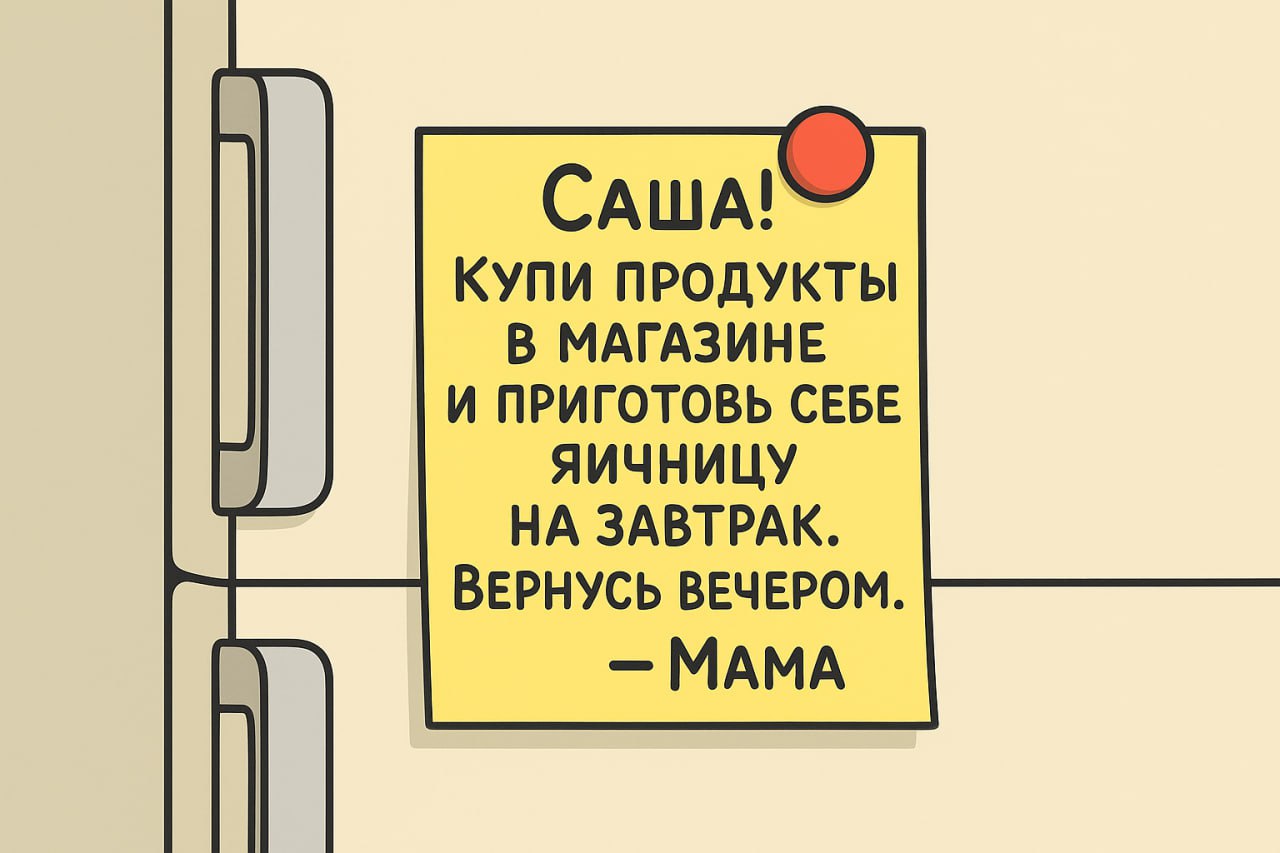 Саша!
Купи продукты
в магазине
и приготовь себе
яичницу
на завтрак.
Вернусь вечером.
— Мама